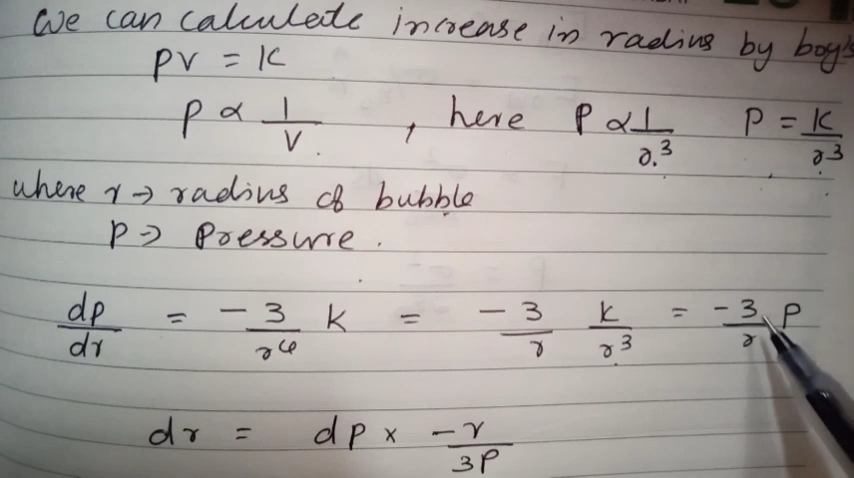 We can calculate increase in radius by boyls
PV = K
P ∝ 1/V , here P ∝ 1/r³ P = K/r³
where r → radius of bubble
P → Pressure.
dp/dr = -3/r⁴ K = -3/r K/r³ = -3/r P
dr = dp × -r/3P